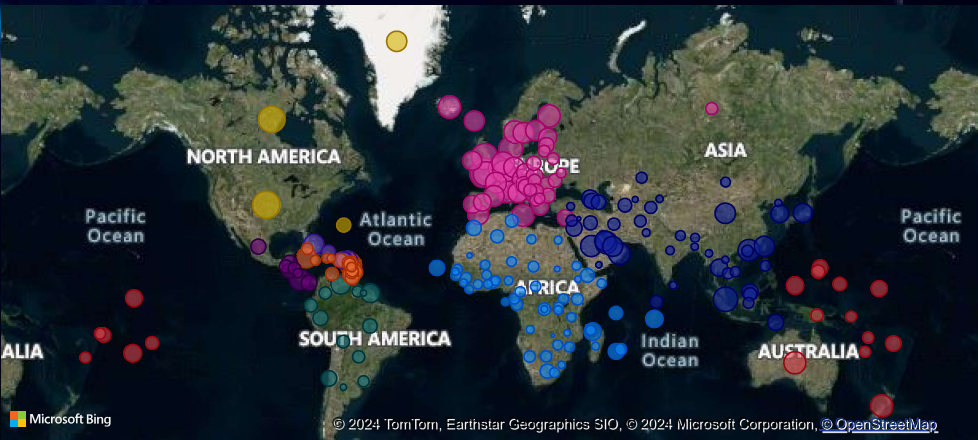 NORTH AMERICA
EUROPE
ASIA
Pacific
Ocean
Atlantic
Ocean
Pacific
Ocean
AFRICA
SOUTH AMERICA
Indian
Ocean
ALIA
AUSTRALIA
Microsoft Bing
© 2024 TomTom, Earthstar Geographics SIO, © 2024 Microsoft Corporation, © OpenStreetMap